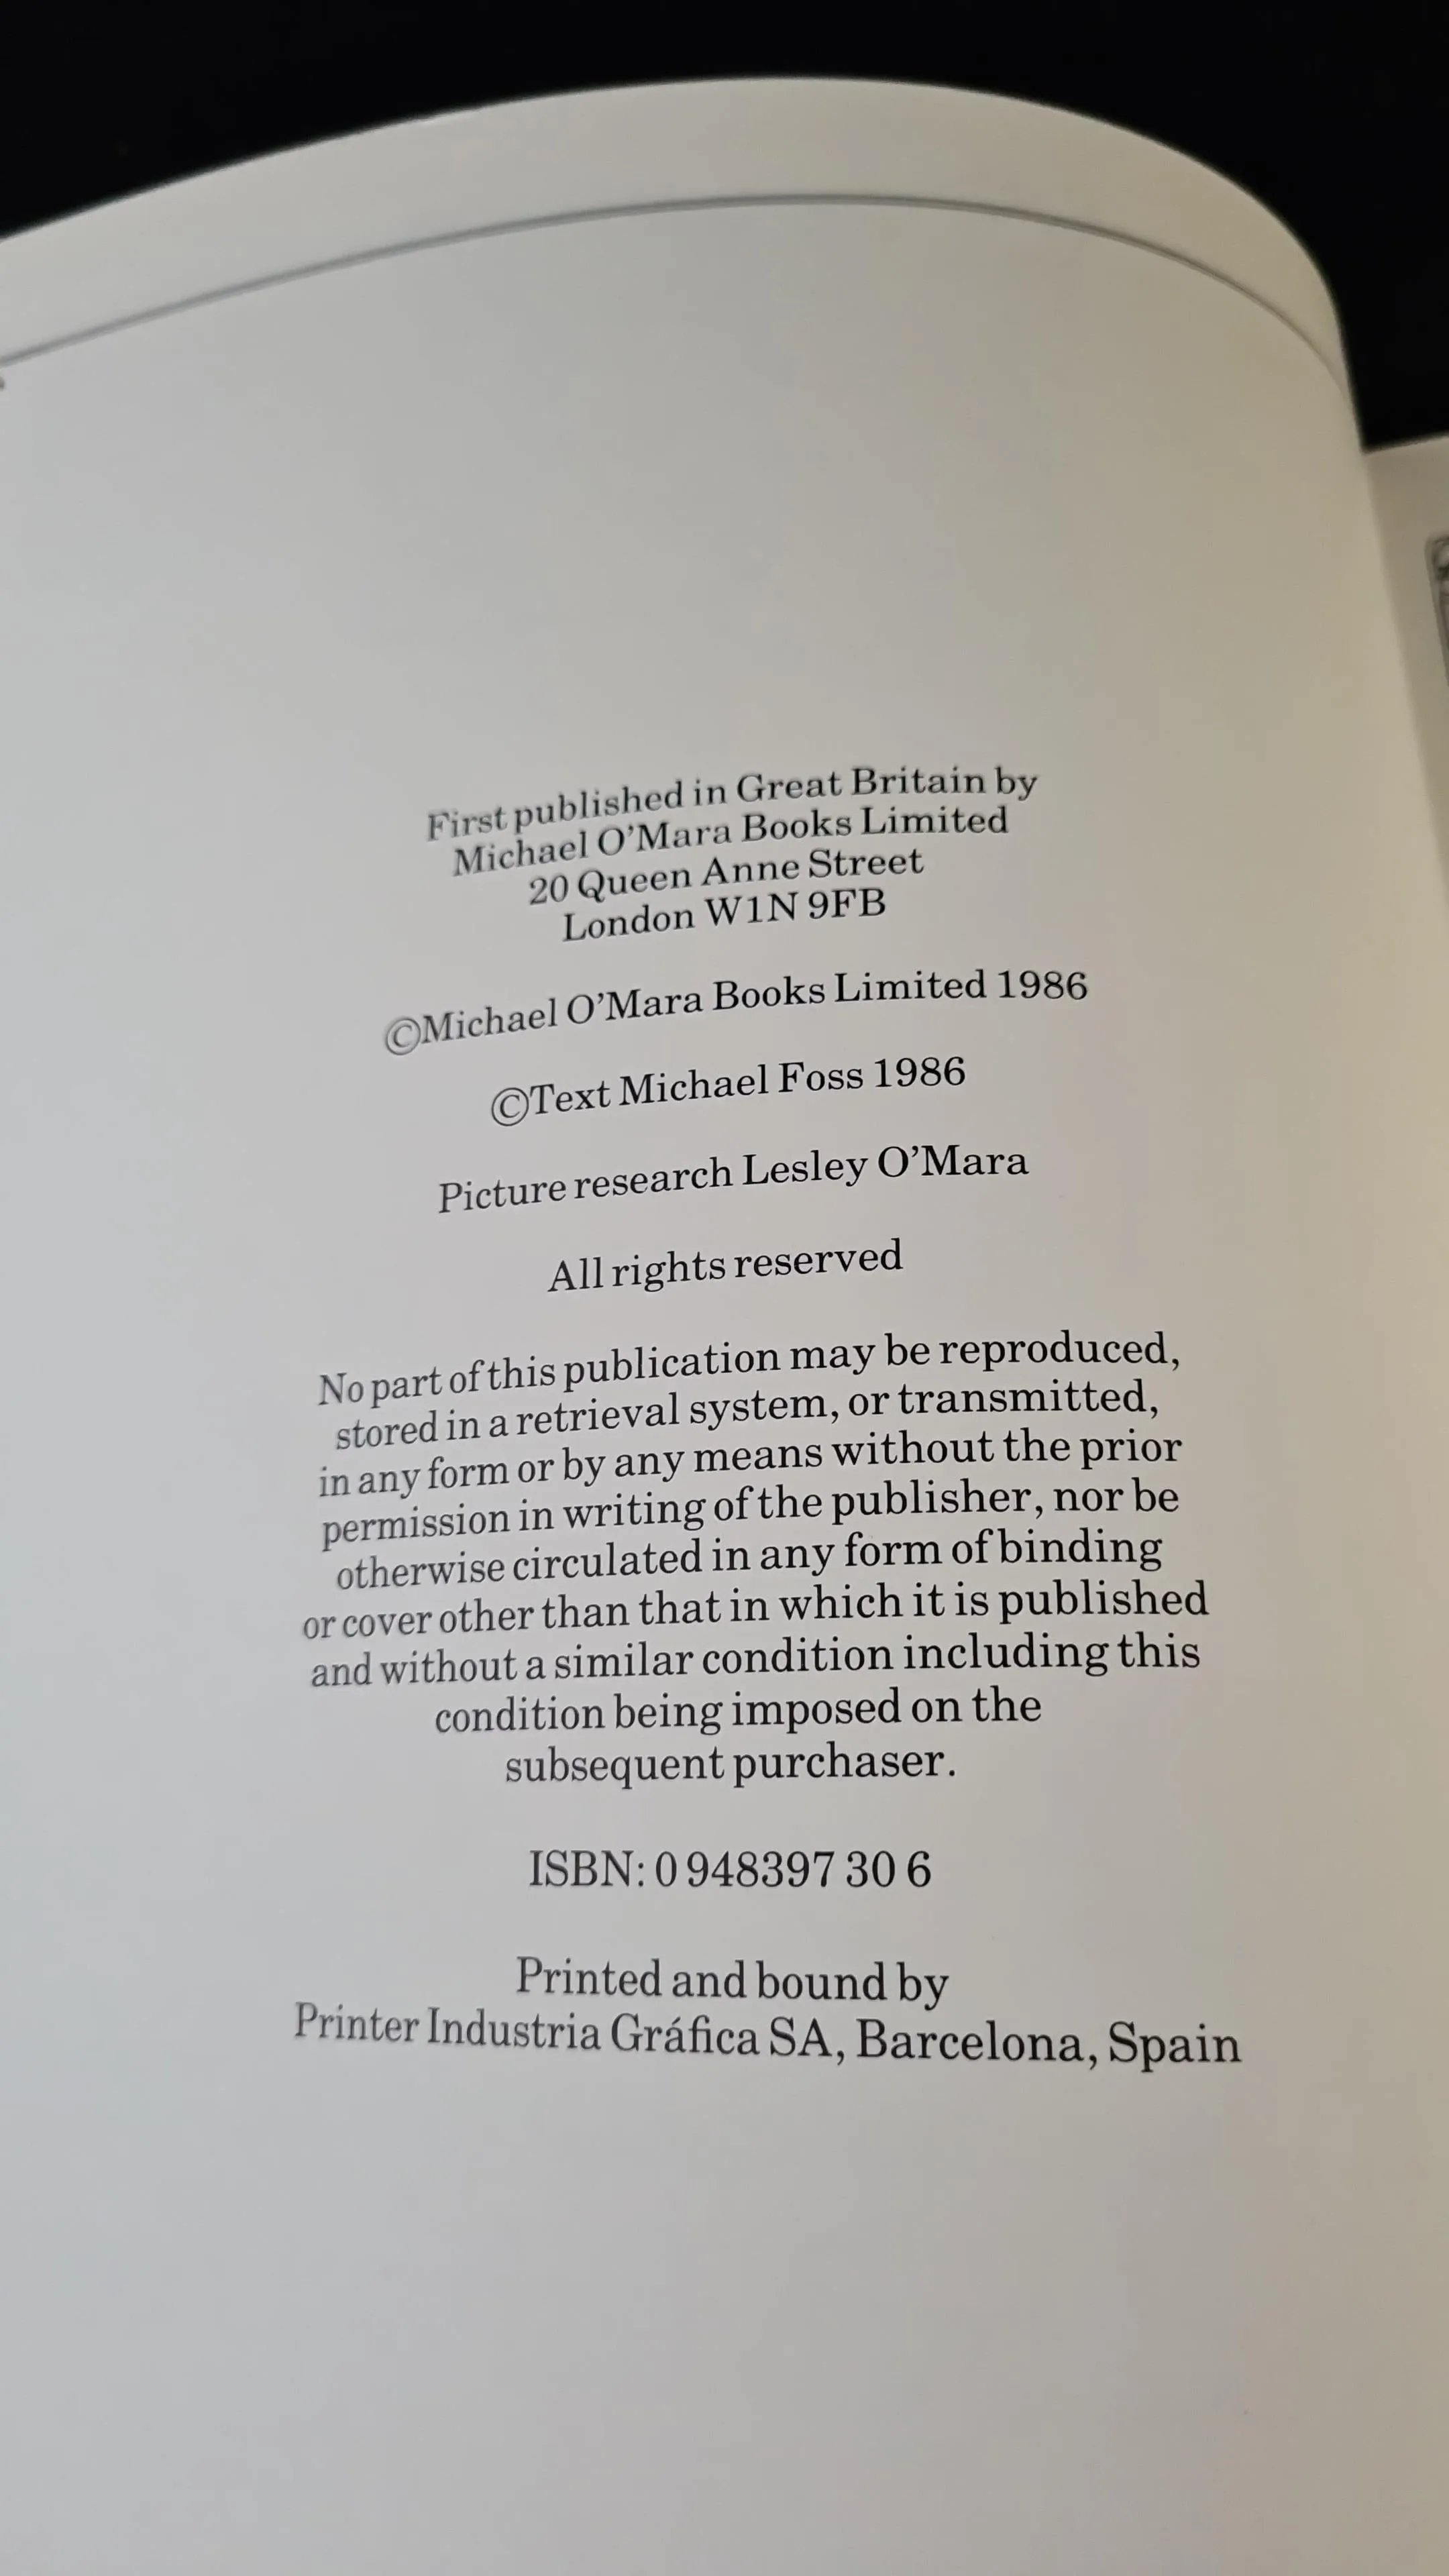 First published in Great Britain by
Michael O'Mara Books Limited
20 Queen Anne Street
London W1N 9FB
©Michael O'Mara Books Limited 1986
©Text Michael Foss 1986
Picture research Lesley O'Mara
All rights reserved
No part of this publication may be reproduced,
stored in a retrieval system, or transmitted,
in any form or by any means without the prior
permission in writing of the publisher, nor be
otherwise circulated in any form of binding
or cover other than that in which it is published
and without a similar condition including this
condition being imposed on the
subsequent purchaser.
ISBN: 0 948397 30 6
Printed and bound by
Printer Industria Gráfica SA, Barcelona, Spain